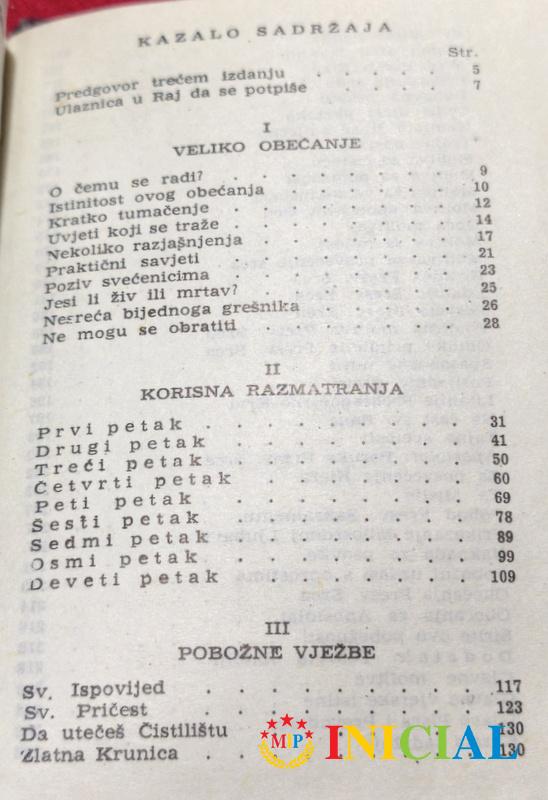 KAZALO SADRŽAJA
Str.
Predgovor trećem izdanju . . . . 5
Ulaznica u Raj da se potpiše . . . 7
I
VELIKO OBEĆANJE
O čemu se radi? . . . . . . . 9
Istinitost ovog obećanja . . . . . 10
Kratko tumačenje . . . . . . . 12
Uvjeti koji se traže . . . . . . . 14
Nekoliko razjašnjenja . . . . . . 17
Praktični savjeti . . . . . . . 21
Poziv svećenicima . . . . . . . 23
Jesi li živ ili mrtav? . . . . . . 25
Nesreća bijednoga grešnika . . . . 26
Ne mogu se obratiti . . . . . . 28
II
KORISNA RAZMATRANJA
Prvi petak . . . . . . . 31
Drugi petak . . . . . . . 41
Treći petak . . . . . . . 50
Četvrti petak . . . . . . . 60
Peti petak . . . . . . . 69
Šesti petak . . . . . . . 78
Sedmi petak . . . . . . . 89
Osmi petak . . . . . . . 99
Deveti petak . . . . . . . 109
III
POBOŽNE VJEŽBE
Sv. Ispovijed . . . . . . . . 117
Sv. Pričest . . . . . . . . 123
Da utečeš Čistilištu . . . . . . 130
Zlatna Krunica . . . . . . . 130
MIP INICIAL